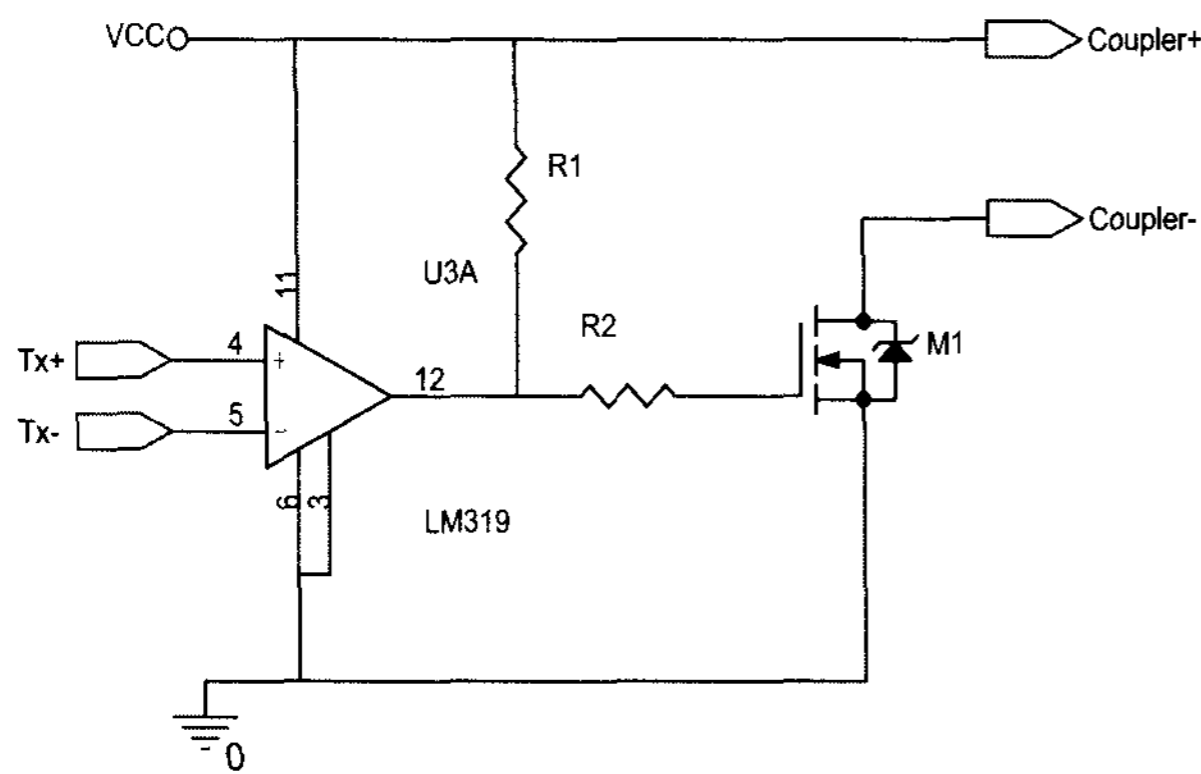 VCC
Coupler+
R1
Coupler-
11
U3A
R2
Tx+
4
+
M1
12
Tx-
5
-
6
3
LM319
0